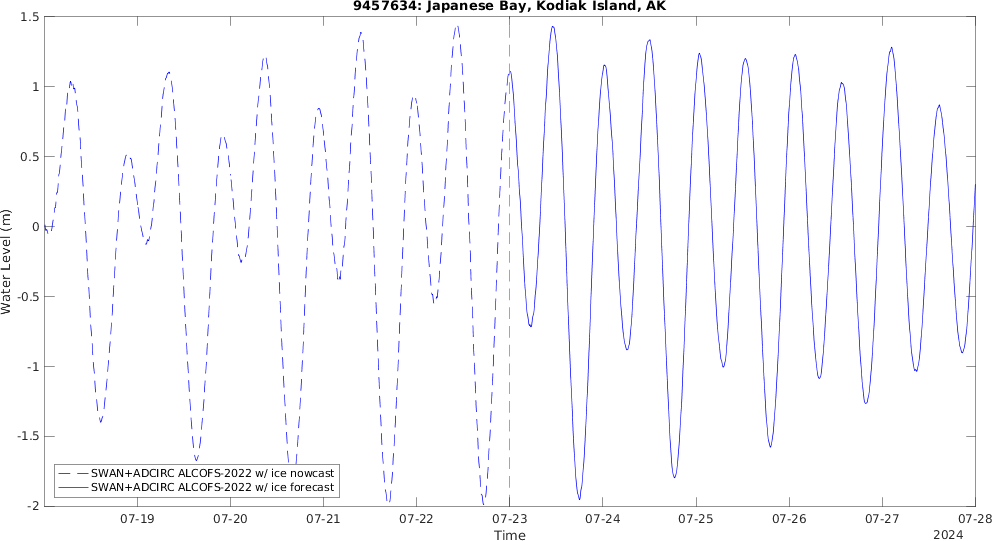 9457634: Japanese Bay, Kodiak Island, AK
1.5
1
0.5
0
-0.5
-1
-1.5
-2
Water Level (m)
SWAN+ADCIRC ALCOFS-2022 w/ ice nowcast
SWAN+ADCIRC ALCOFS-2022 w/ ice forecast
07-19 07-20 07-21 07-22 07-23 07-24 07-25 07-26 07-27 07-28
Time
2024